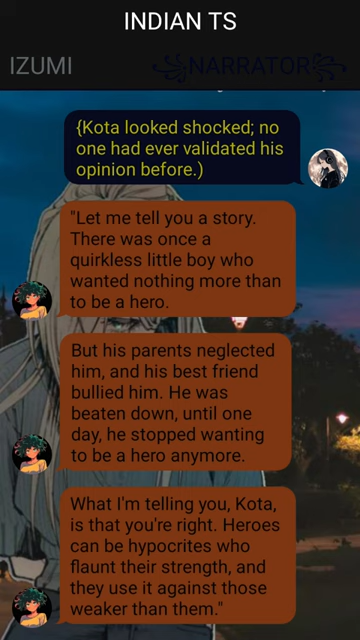 INDIAN TS
IZUMI
NARRATOR
{Kota looked shocked; no
one had ever validated his
opinion before.)
"Let me tell you a story.
There was once a
quirkless little boy who
wanted nothing more than
to be a hero.
But his parents neglected
him, and his best friend
bullied him. He was
beaten down, until one
day, he stopped wanting
to be a hero anymore.
What I'm telling you, Kota,
is that you're right. Heroes
can be hypocrites who
flaunt their strength, and
they use it against those
weaker than them."